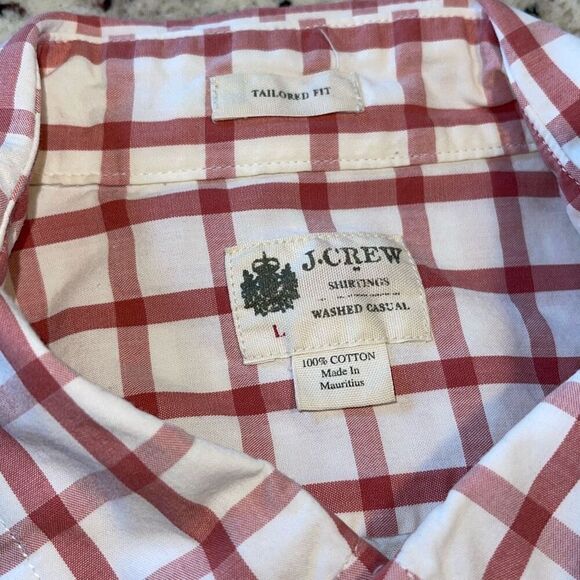 TAILORED FIT
J.CREW
SHIRTINGS
WASHED CASUAL
L
100% COTTON
Made In
Mauritius